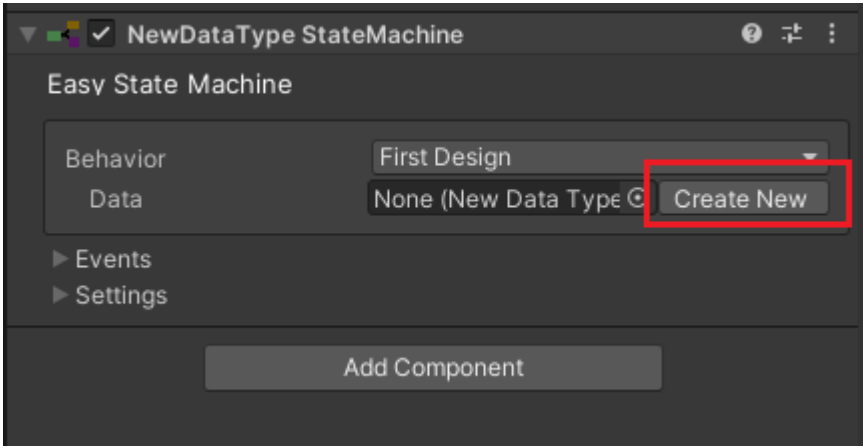 NewDataType StateMachine
Easy State Machine
Behavior First Design
Data None (New Data Type Create New
Events
Settings
Add Component